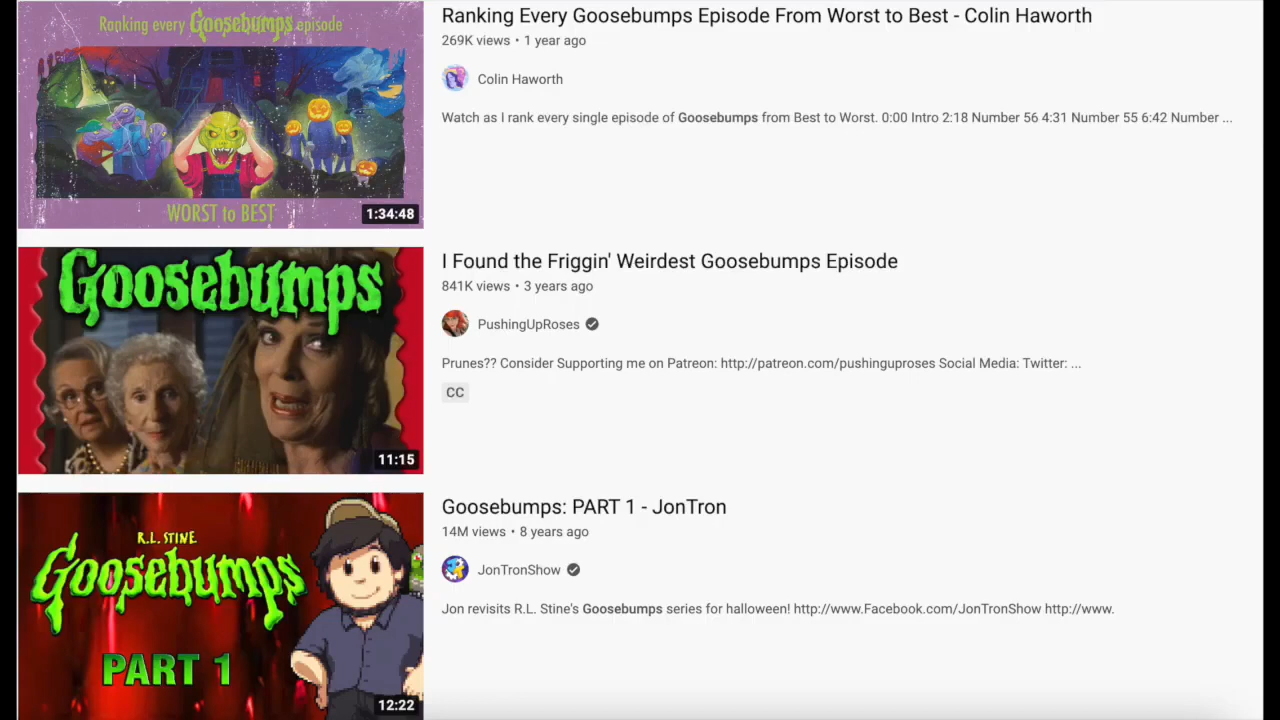 Ranking every Goosebumps episode
WORST to BEST
1:34:48
Ranking Every Goosebumps Episode From Worst to Best - Colin Haworth
269K views • 1 year ago
Colin Haworth
Watch as I rank every single episode of Goosebumps from Best to Worst. 0:00 Intro 2:18 Number 56 4:31 Number 55 6:42 Number ...
Goosebumps
11:15
I Found the Friggin' Weirdest Goosebumps Episode
841K views • 3 years ago
PushingUpRoses
Prunes?? Consider Supporting me on Patreon: http://patreon.com/pushinguproses Social Media: Twitter: ...
CC
R.L. STINE
Goosebumps
PART 1
12:22
Goosebumps: PART 1 - JonTron
14M views • 8 years ago
JonTronShow
Jon revisits R.L. Stine's Goosebumps series for halloween! http://www.Facebook.com/JonTronShow http://www.